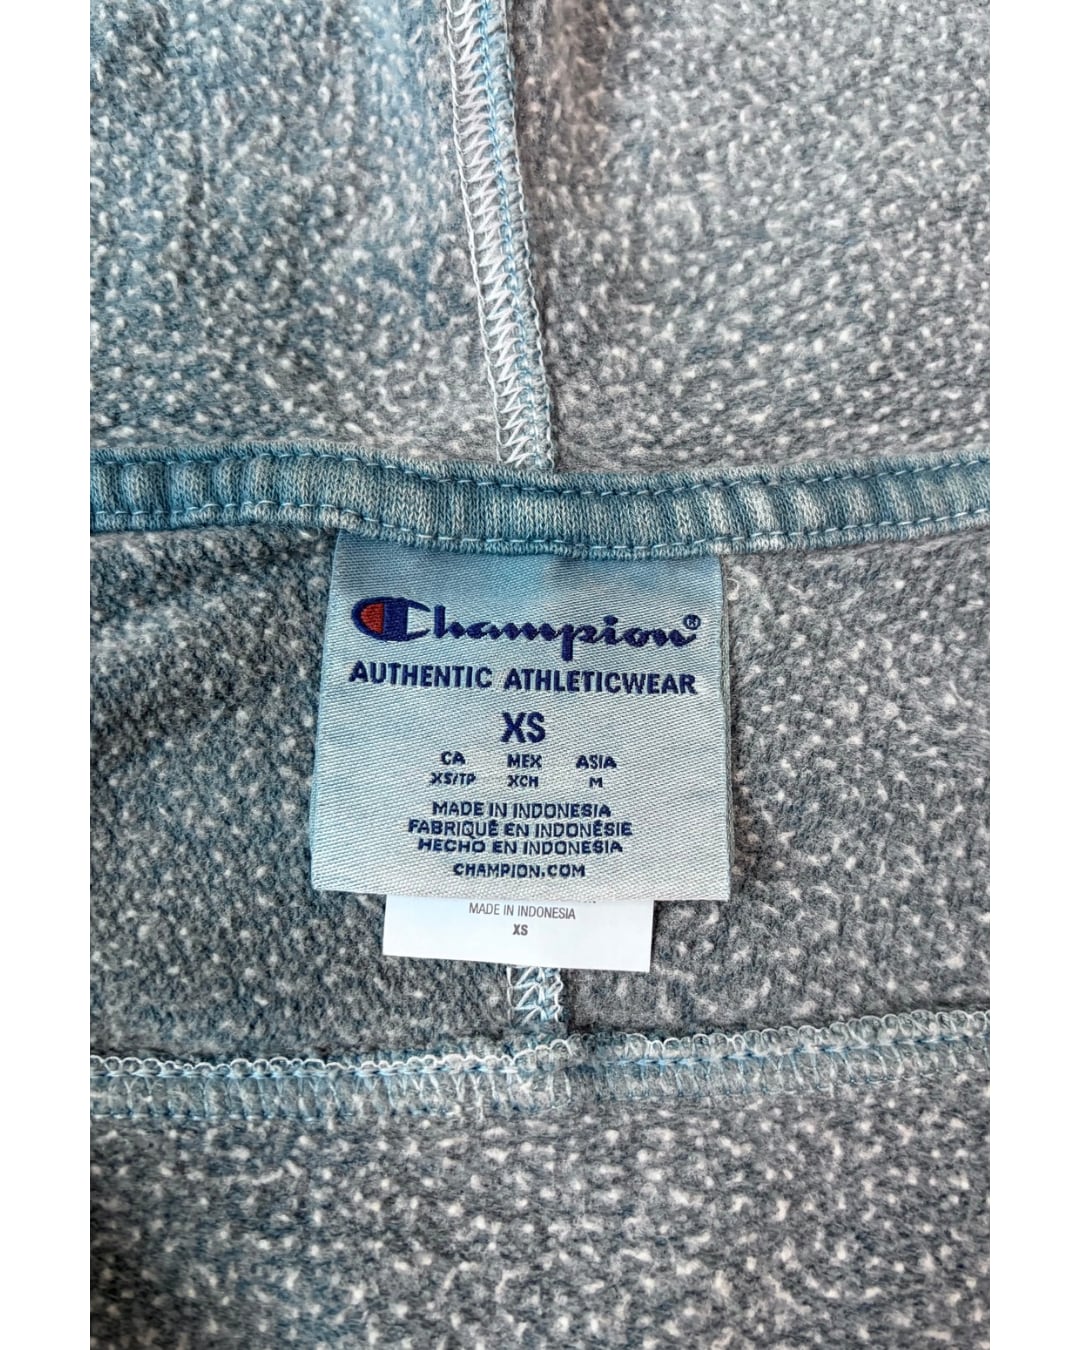 Champion®
AUTHENTIC ATHLETICWEAR
XS
CA MEX ASIA
XS/TP XCH M
MADE IN INDONESIA
FABRIQUÉ EN INDONÉSIE
HECHO EN INDONESIA
CHAMPION.COM
MADE IN INDONESIA
XS